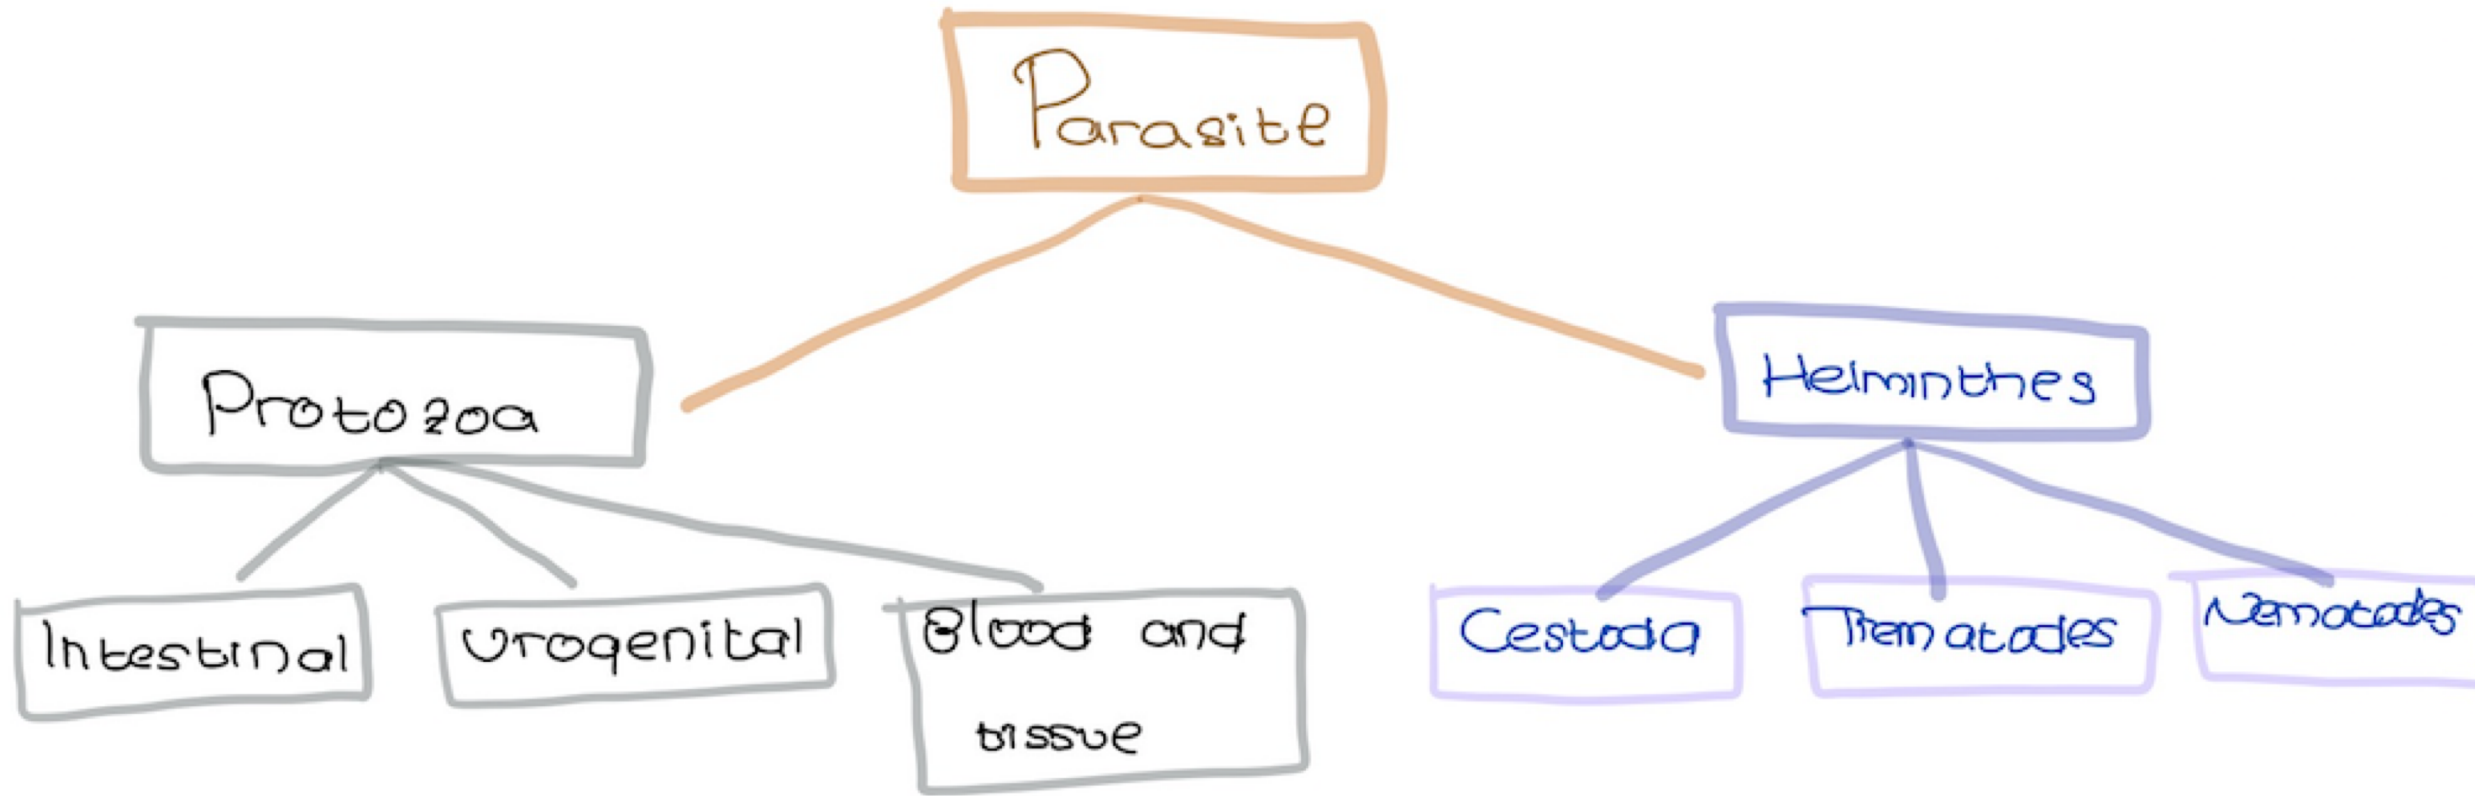 Parasite
Protozoa
Helminthes
Intestinal
Urogenital
Blood and
tissue
Cestoda
Trematodes
Nematodes